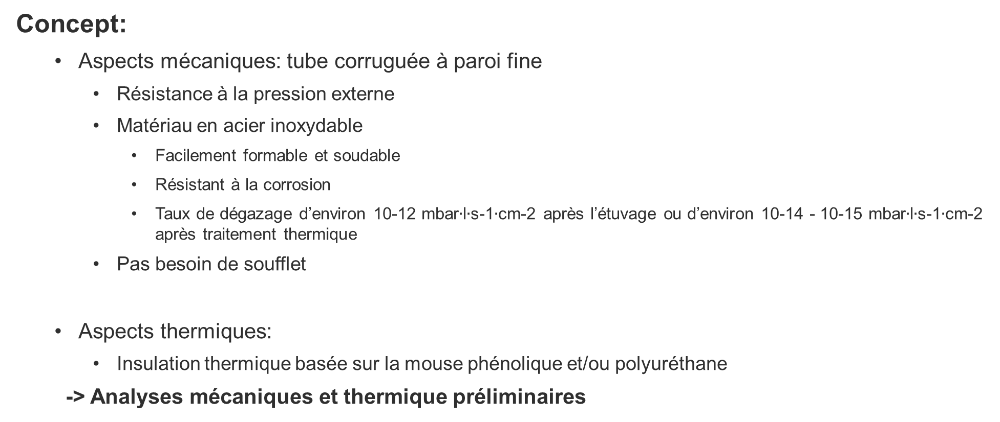 Concept:
• Aspects mécaniques: tube corruguée à paroi fine
• Résistance à la pression externe
• Matériau en acier inoxydable
• Facilement formable et soudable
• Résistant à la corrosion
• Taux de dégazage d’environ 10-12 mbar·l·s-1·cm-2 après l’étuvage ou d’environ 10-14 - 10-15 mbar·l·s-1·cm-2
après traitement thermique
• Pas besoin de soufflet
• Aspects thermiques:
• Insulation thermique basée sur la mouse phénolique et/ou polyuréthane
-> Analyses mécaniques et thermique préliminaires